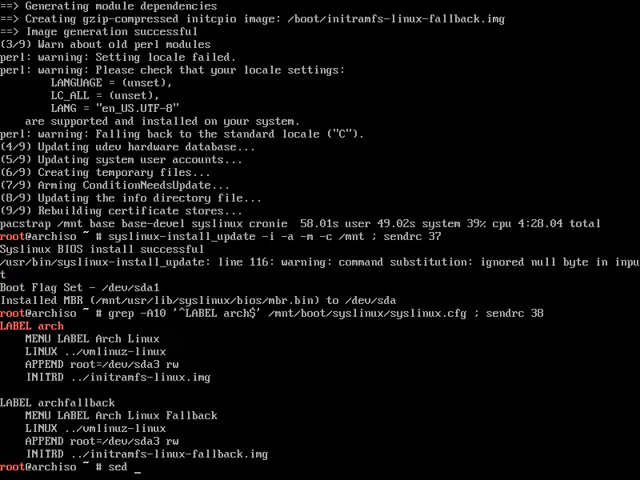 ==> Generating module dependencies
==> Creating gzip-compressed initcpio image: /boot/initramfs-linux-fallback.img
==> Image generation successful
(3/9) Warn about old perl modules
perl: warning: Setting locale failed.
perl: warning: Please check that your locale settings:
LANGUAGE = (unset),
LC_ALL = (unset),
LANG = "en_US.UTF-8"
are supported and installed on your system.
perl: warning: Falling back to the standard locale ("C").
(4/9) Updating udev hardware database...
(5/9) Updating system user accounts...
(6/9) Creating temporary files...
(7/9) Arming ConditionNeedsUpdate...
(8/9) Updating the info directory file...
(9/9) Rebuilding certificate stores...
pacstrap /mnt base base-devel syslinux cronie  58.01s user 49.02s system 39% cpu 4:28.04 total
root@archiso ~ # syslinux-install_update -i -a -m -c /mnt ; sendrc 37
Syslinux BIOS install successful
/usr/bin/syslinux-install_update: line 116: warning: command substitution: ignored null byte in inpu
t
Boot Flag Set - /dev/sda1
Installed MBR (/mnt/usr/lib/syslinux/bios/mbr.bin) to /dev/sda
root@archiso ~ # grep -A10 '^LABEL arch$' /mnt/boot/syslinux/syslinux.cfg ; sendrc 38
LABEL arch
MENU LABEL Arch Linux
LINUX ../vmlinuz-linux
APPEND root=/dev/sda3 rw
INITRD ../initramfs-linux.img
LABEL archfallback
MENU LABEL Arch Linux Fallback
LINUX ../vmlinuz-linux
APPEND root=/dev/sda3 rw
INITRD ../initramfs-linux-fallback.img
root@archiso ~ # sed _